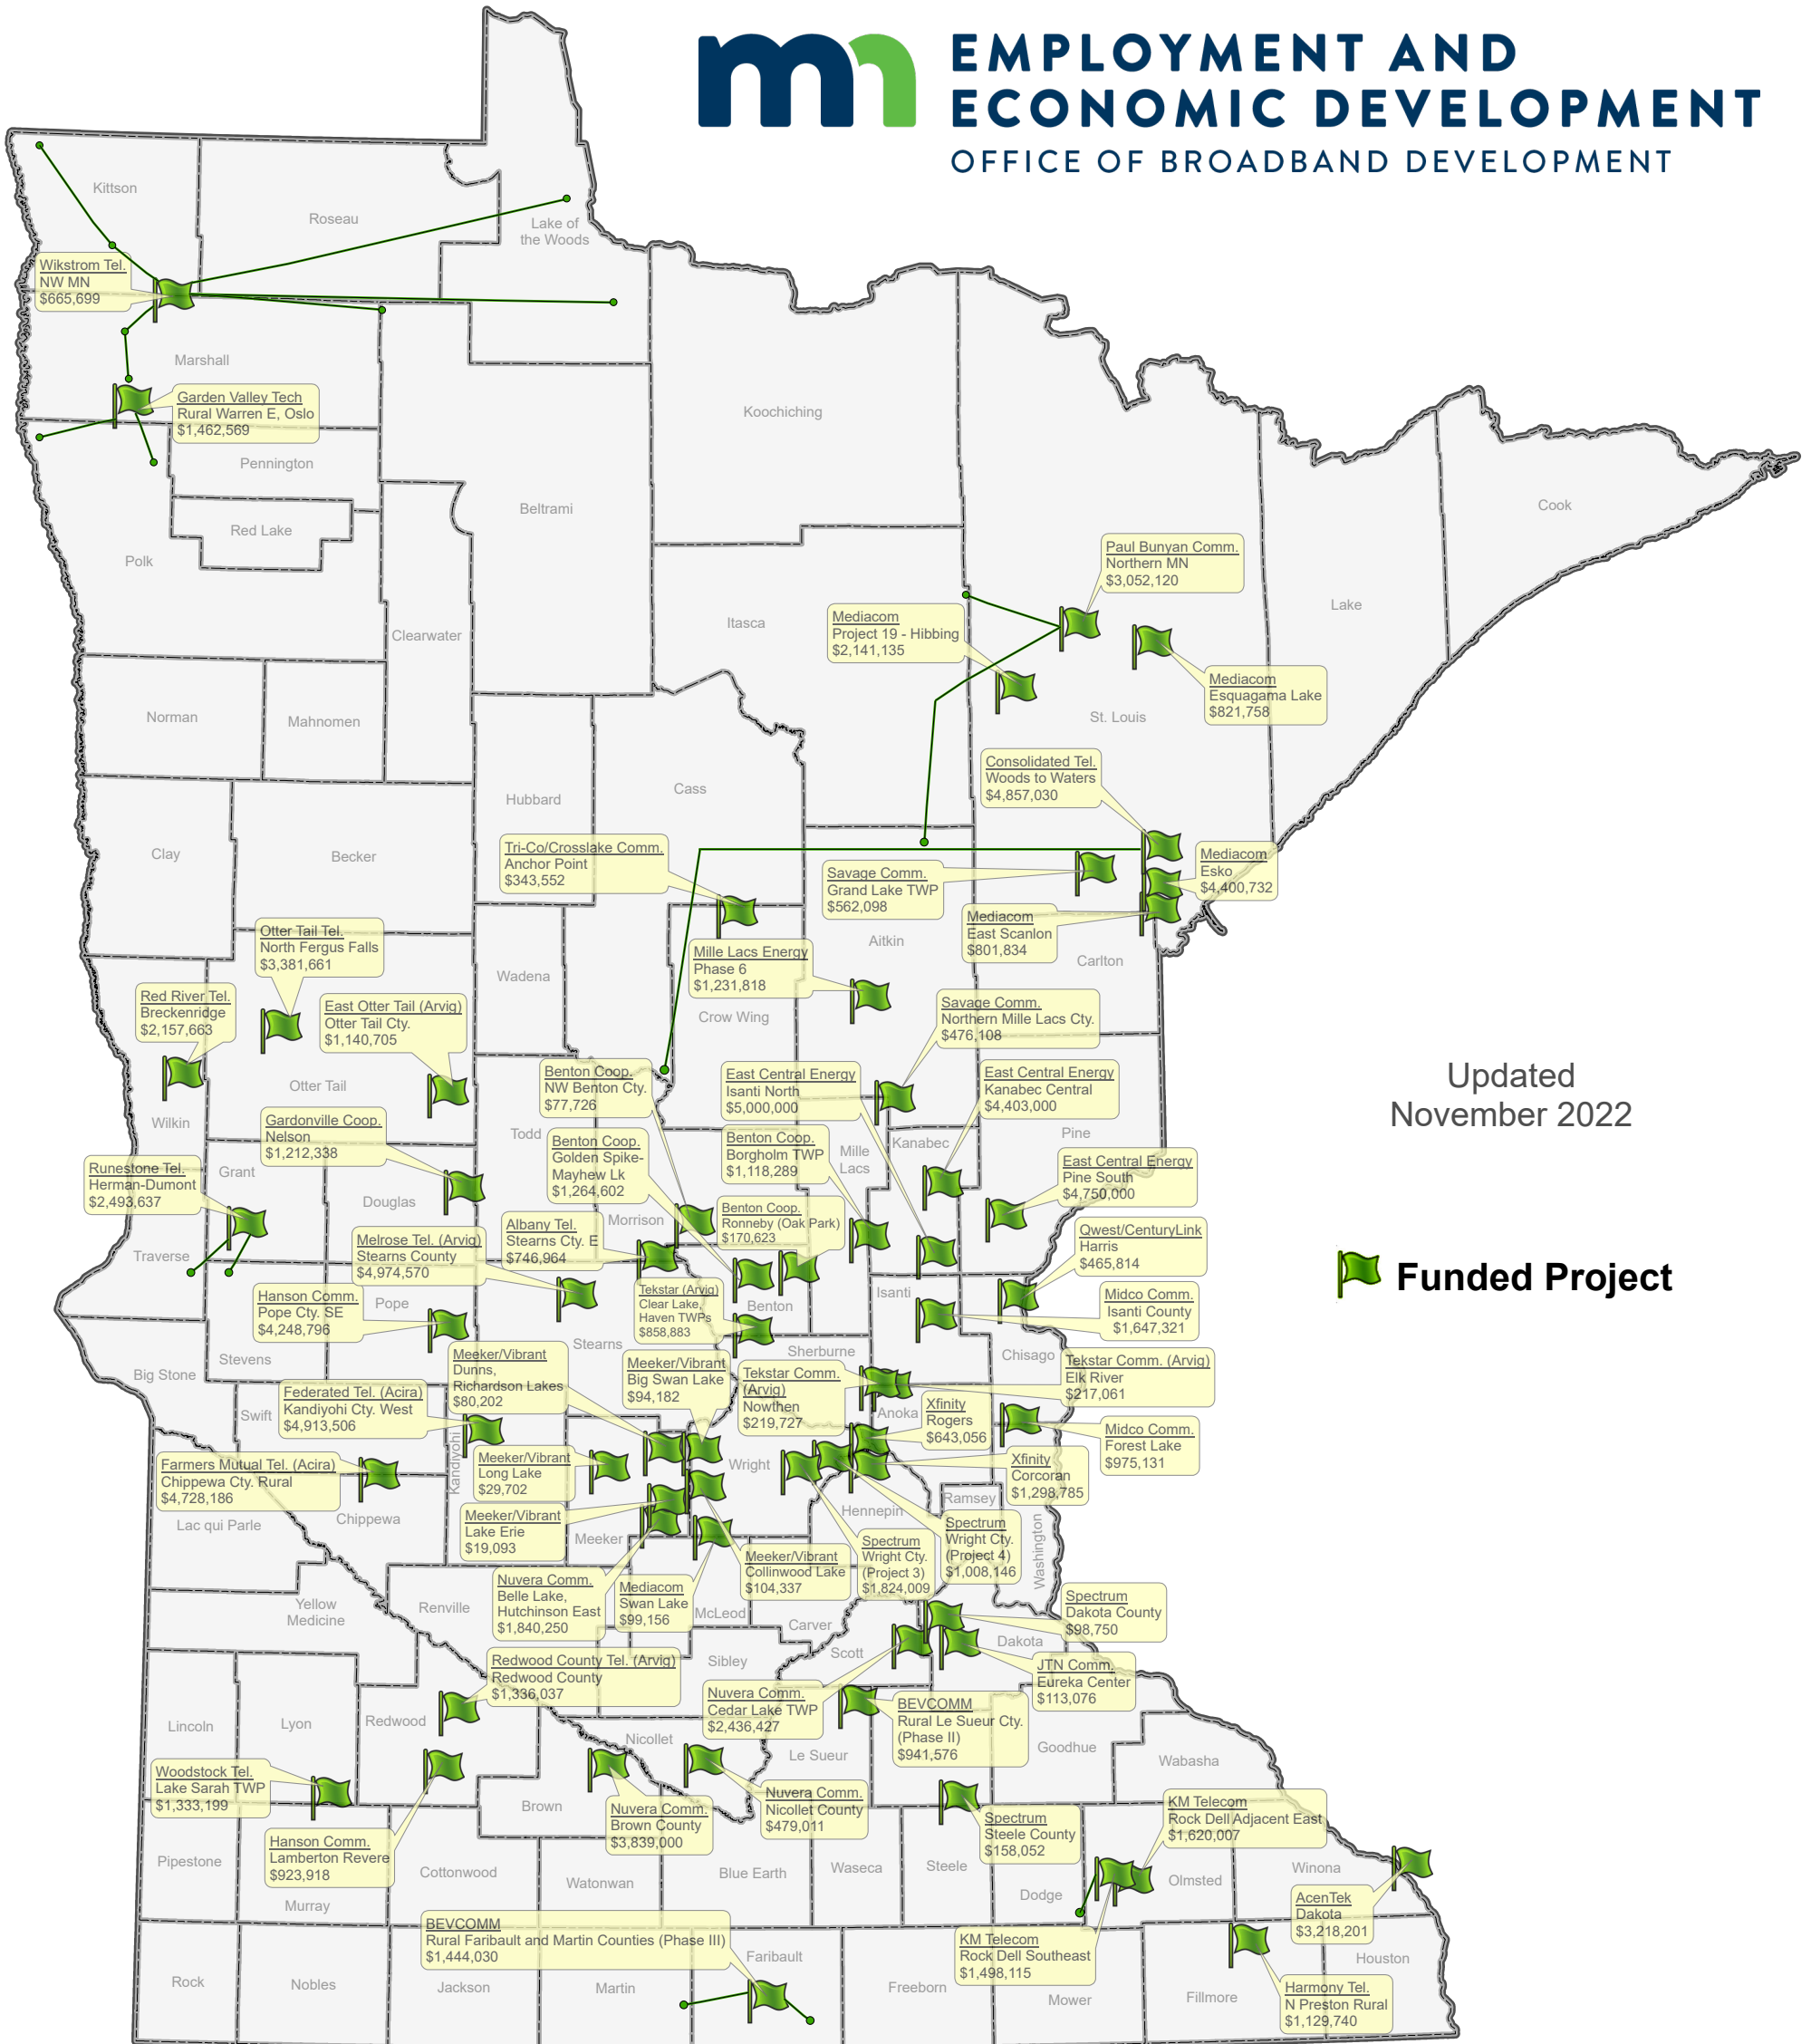 EMPLOYMENT AND
ECONOMIC DEVELOPMENT
OFFICE OF BROADBAND DEVELOPMENT
Kittson
Roseau
Lake of
the Woods
Wikstrom Tel.
NW MN
$665,699
Marshall
Garden Valley Tech
Rural Warren E, Oslo
$1,462,569
Koochiching
Pennington
Beltrami
Cook
Red Lake
Polk
Paul Bunyan Comm.
Northern MN
$3,052,120
Lake
Itasca
Mediacom
Project 19 - Hibbing
$2,141,135
Clearwater
Mediacom
Esquagama Lake
$821,758
Norman
Mahnomen
St. Louis
Consolidated Tel.
Woods to Waters
$4,857,030
Hubbard
Cass
Clay
Becker
Tri-Co/Crosslake Comm.
Anchor Point
$343,552
Savage Comm.
Grand Lake TWP
$562,098
Mediacom
Esko
$4,400,732
Mediacom
East Scanlon
$801,834
Otter Tail Tel.
North Fergus Falls
$3,381,661
Aitkin
Carlton
Mille Lacs Energy
Phase 6
$1,231,818
Wadena
Red River Tel.
Breckenridge
$2,157,663
East Otter Tail (Arvig)
Otter Tail Cty.
$1,140,705
Crow Wing
Savage Comm.
Northern Mille Lacs Cty.
$476,108
Updated
November 2022
Otter Tail
Benton Coop.
NW Benton Cty.
$77,726
East Central Energy
Isanti North
$5,000,000
East Central Energy
Kanabec Central
$4,403,000
Wilkin
Gardonville Coop.
Nelson
$1,212,338
Todd
Benton Coop.
Golden Spike-
Mayhew Lk
$1,264,602
Benton Coop.
Borgholm TWP
$1,118,289
Mille
Lacs
Kanabec
Pine
Runestone Tel.
Herman-Dumont
$2,493,637
Grant
Douglas
East Central Energy
Pine South
$4,750,000
Morrison
Albany Tel.
Stearns Cty. E
$746,964
Benton Coop.
Ronneby (Oak Park)
$170,623
Melrose Tel. (Arvig)
Stearns County
$4,974,570
Qwest/CenturyLink
Harris
$465,814
Traverse
Funded Project
Hanson Comm.
Pope Cty. SE
$4,248,796
Pope
Tekstar (Arvig)
Clear Lake,
Haven TWPs
$858,883
Benton
Isanti
Midco Comm.
Isanti County
$1,647,321
Stearns
Sherburne
Chisago
Big Stone
Stevens
Meeker/Vibrant
Dunns,
Richardson Lakes
$80,202
Meeker/Vibrant
Big Swan Lake
$94,182
Tekstar Comm.
(Arvig)
Nowthen
$219,727
Tekstar Comm. (Arvig)
Elk River
$217,061
Federated Tel. (Acira)
Kandiyohi Cty. West
$4,913,506
Swift
Anoka
Xfinity
Rogers
$643,056
Midco Comm.
Forest Lake
$975,131
Farmers Mutual Tel. (Acira)
Chippewa Cty. Rural
$4,728,186
Kandiyohi
Meeker/Vibrant
Long Lake
$29,702
Wright
Xfinity
Corcoran
$1,298,785
Lac qui Parle
Chippewa
Meeker/Vibrant
Lake Erie
$19,093
Meeker
Hennepin
Ramsey
Washington
Spectrum
Wright Cty.
(Project 4)
$1,008,146
Spectrum
Wright Cty.
(Project 3)
$1,824,009
Meeker/Vibrant
Collinwood Lake
$104,337
Nuvera Comm.
Belle Lake,
Hutchinson East
$1,840,250
Mediacom
Swan Lake
$99,156
McLeod
Yellow
Medicine
Renville
Carver
Spectrum
Dakota County
$98,750
Scott
Dakota
Sibley
Redwood County Tel. (Arvig)
Redwood County
$1,336,037
JTN Comm.
Eureka Center
$113,076
Nuvera Comm.
Cedar Lake TWP
$2,436,427
BEVCOMM
Rural Le Sueur Cty.
(Phase II)
$941,576
Lincoln
Lyon
Redwood
Nicollet
Le Sueur
Goodhue
Wabasha
Woodstock Tel.
Lake Sarah TWP
$1,333,199
Brown
Nuvera Comm.
Brown County
$3,839,000
Nuvera Comm.
Nicollet County
$479,011
Spectrum
Steele County
$158,052
KM Telecom
Rock Dell Adjacent East
$1,620,007
Hanson Comm.
Lamberton Revere
$923,918
Pipestone
Murray
Cottonwood
Watonwan
Blue Earth
Waseca
Steele
Dodge
Olmsted
Winona
AcenTek
Dakota
$3,218,201
BEVCOMM
Rural Faribault and Martin Counties (Phase III)
$1,444,030
KM Telecom
Rock Dell Southeast
$1,498,115
Faribault
Houston
Rock
Nobles
Jackson
Martin
Freeborn
Mower
Fillmore
Harmony Tel.
N Preston Rural
$1,129,740